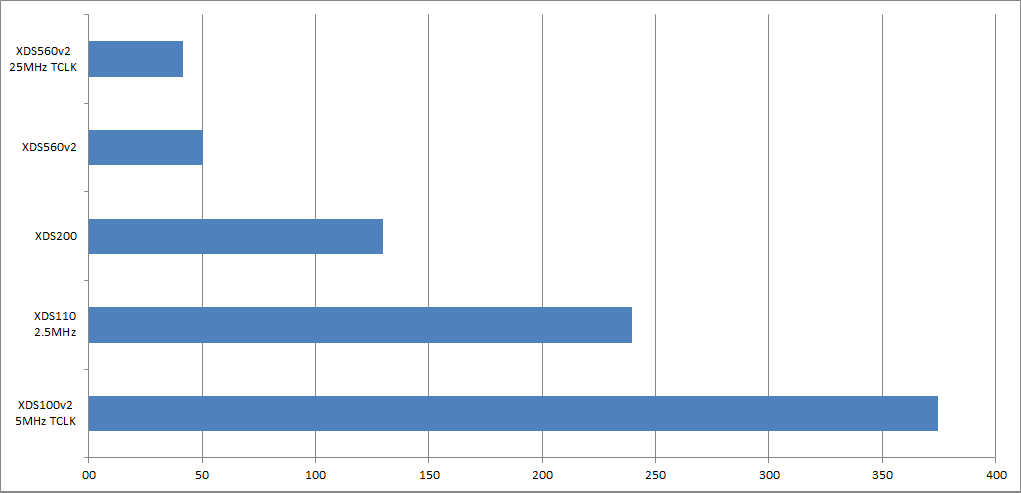 XDS560v2
25MHz TCLK
XDS560v2
XDS200
XDS110
2.5MHz
XDS100v2
5MHz TCLK
00 50 100 150 200 250 300 350 400